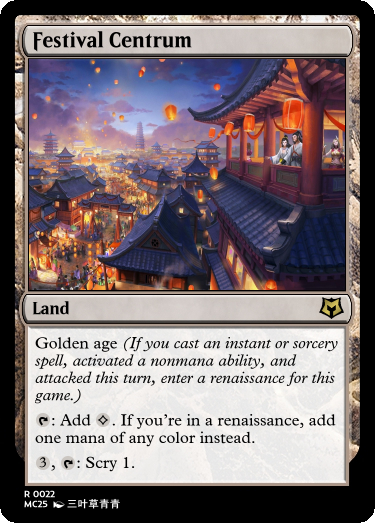 Festival Centrum
Land
Golden age (If you cast an instant or sorcery
spell, activated a nonmana ability, and
attacked this turn, enter a renaissance for this
game.)
: Add . If you're in a renaissance, add
one mana of any color instead.
3 , : Scry 1.
R 0022
MC25 三叶草青青